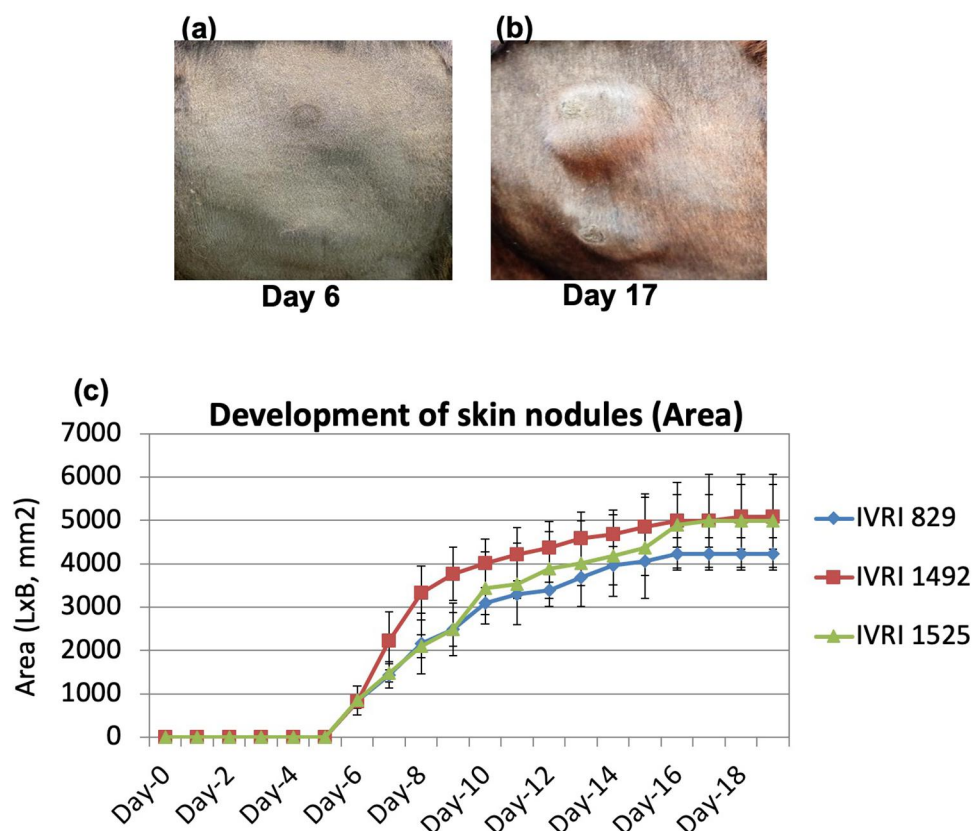 (a)
(b)
Day 6
Day 17
(c)
Development of skin nodules (Area)
7000
6000
5000
4000
3000
2000
1000
0
Area (LxB, mm2)
Day-0
Day-2
Day-4
Day-6
Day-8
Day-10
Day-12
Day-14
Day-16
Day-18
IVRI 829
IVRI 1492
IVRI 1525